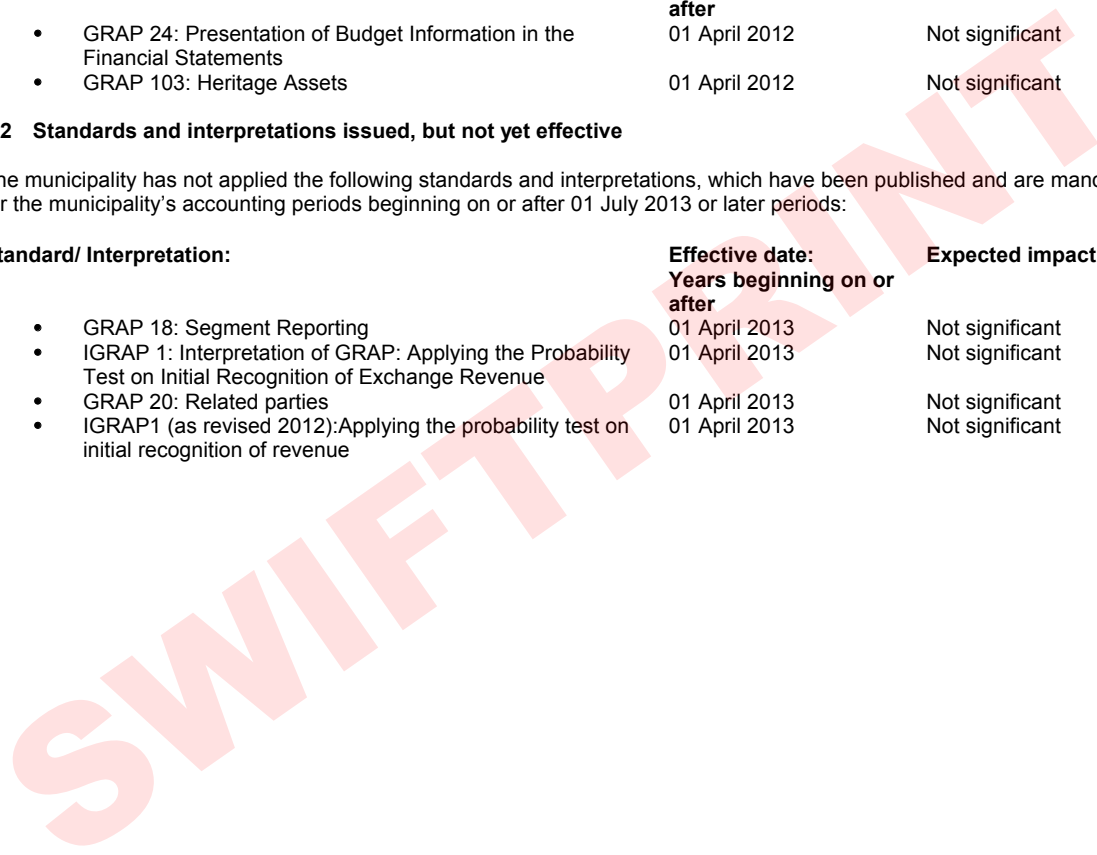 after
• GRAP 24: Presentation of Budget Information in the 01 April 2012 Not significant
Financial Statements
• GRAP 103: Heritage Assets 01 April 2012 Not significant
2 Standards and interpretations issued, but not yet effective
he municipality has not applied the following standards and interpretations, which have been published and are mand
r the municipality’s accounting periods beginning on or after 01 July 2013 or later periods:
tandard/ Interpretation: Effective date: Expected impact
Years beginning on or
after
• GRAP 18: Segment Reporting 01 April 2013 Not significant
• IGRAP 1: Interpretation of GRAP: Applying the Probability 01 April 2013 Not significant
Test on Initial Recognition of Exchange Revenue
• GRAP 20: Related parties 01 April 2013 Not significant
• IGRAP1 (as revised 2012):Applying the probability test on 01 April 2013 Not significant
initial recognition of revenue
SWIFTPRINT